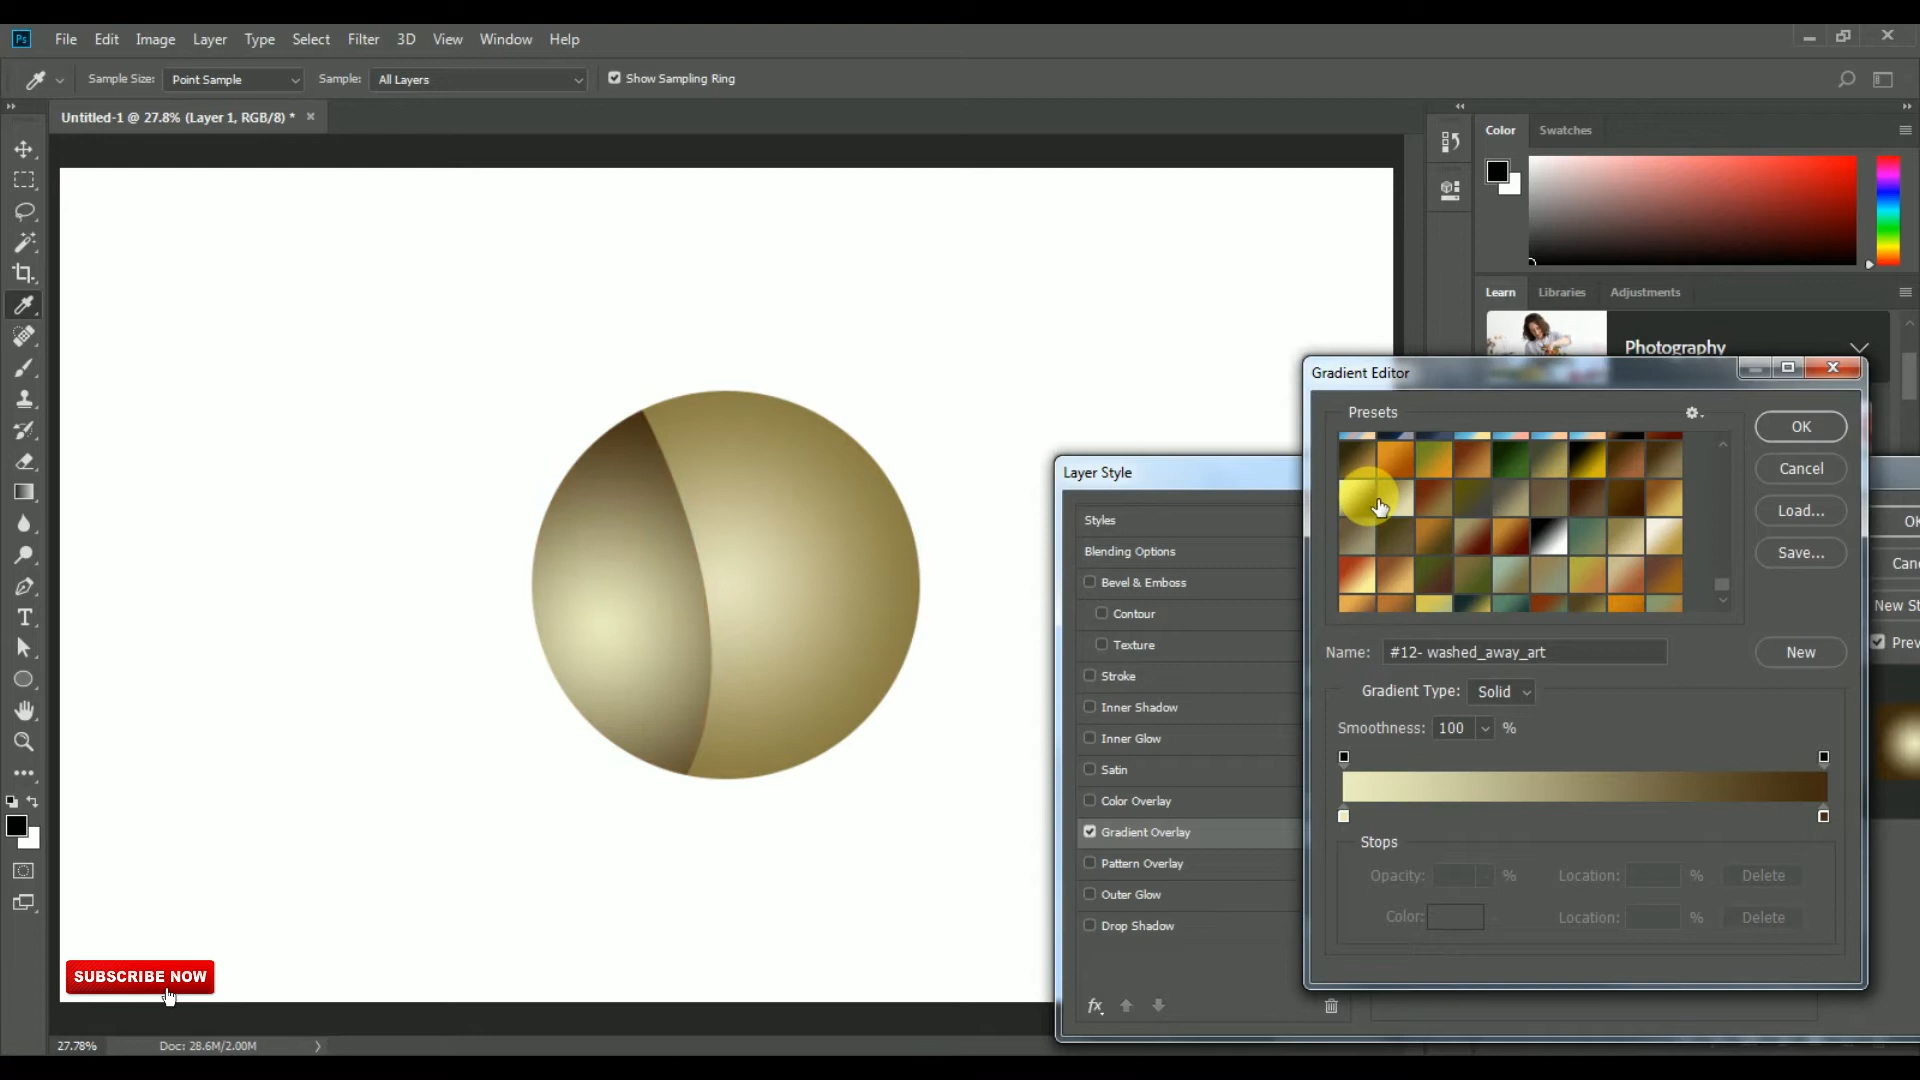 Ps File Edit Image Layer Type Select Filter 3D View Window Help
Sample Size: Point Sample Sample: All Layers Show Sampling Ring
Untitled-1 @ 27.8% (Layer 1, RGB/8) * ×
Color Swatches
Learn Libraries Adjustments
Photography
Gradient Editor
Presets
OK
Cancel
Load...
Save...
Name: #12- washed_away_art
New
Gradient Type: Solid
Smoothness: 100 %
Stops
Opacity: % Location: % Delete
Color: Location: % Delete
Layer Style
Styles
Blending Options
Bevel & Emboss
Contour
Texture
Stroke
Inner Shadow
Inner Glow
Satin
Color Overlay
Gradient Overlay
Pattern Overlay
Outer Glow
Drop Shadow
fx
SUBSCRIBE NOW
27.78% Doc: 28.6M/2.00M